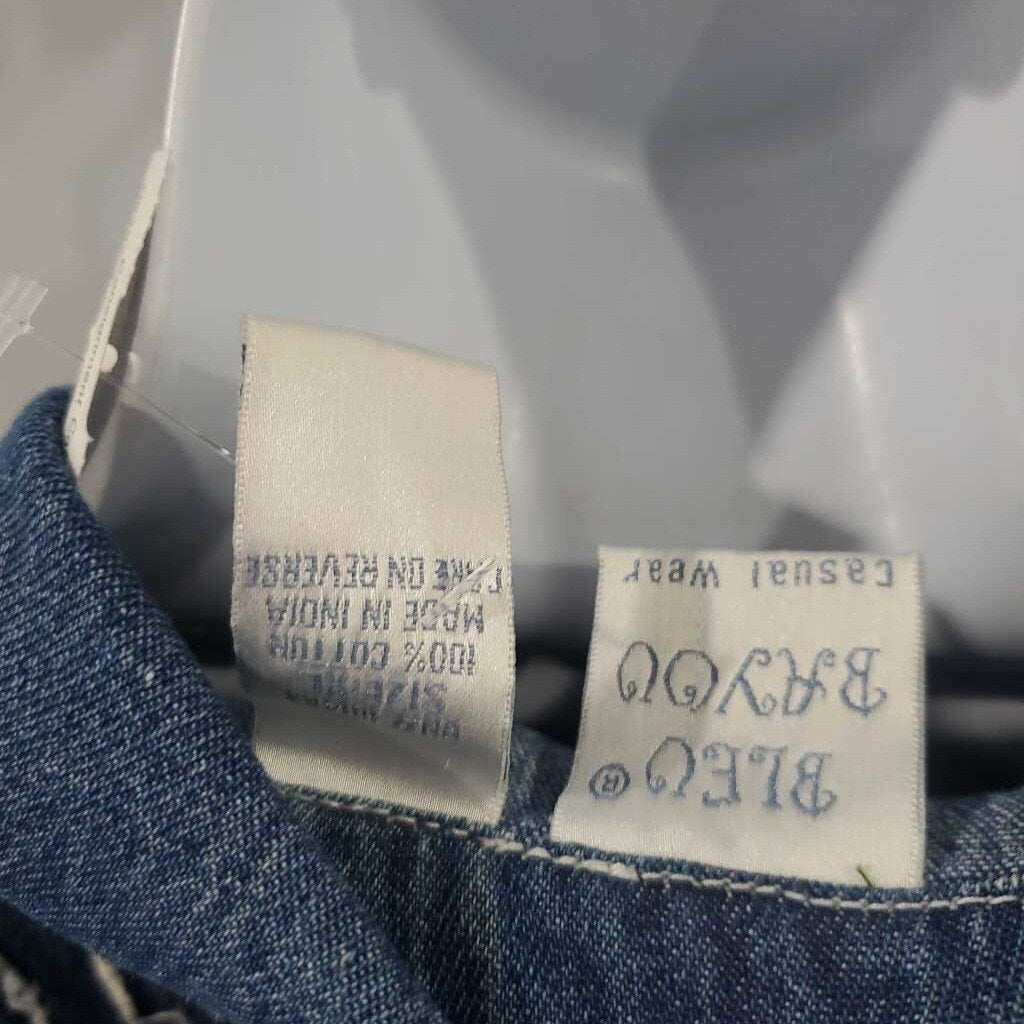 BLEU®
BAYOU
Casual Wear
SIZE
100% COTTON
MADE IN INDIA
CARE ON REVERSE